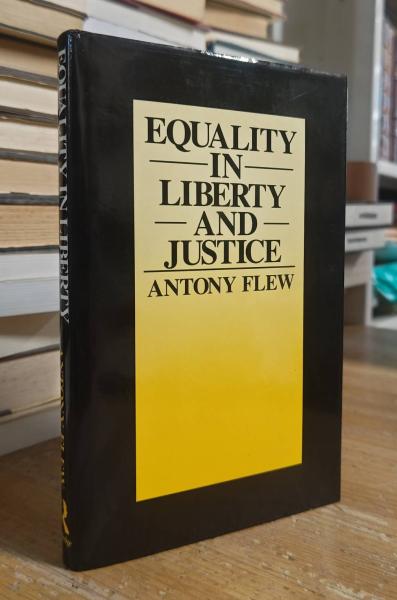 EQUALITY
IN
LIBERTY
AND
JUSTICE
ANTONY FLEW
EQUALITY IN LIBERTY
ANTONY FLEW